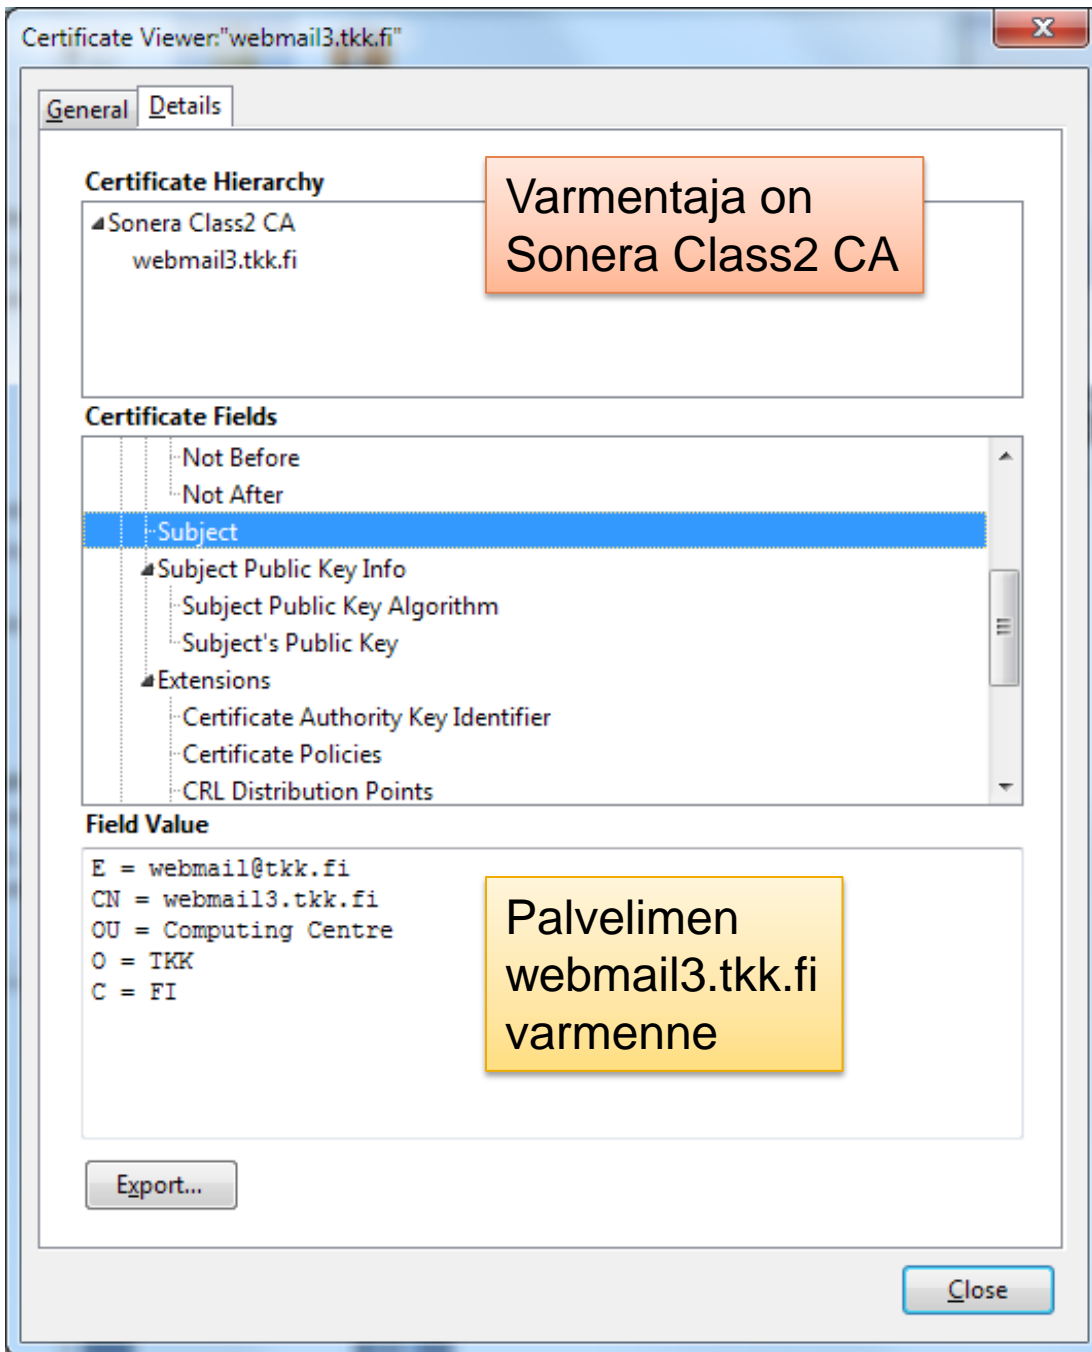 Certificate Viewer:"webmail3.tkk.fi"
General Details
Certificate Hierarchy
Sonera Class2 CA
webmail3.tkk.fi
Varmentaja on
Sonera Class2 CA
Certificate Fields
Not Before
Not After
Subject
Subject Public Key Info
Subject Public Key Algorithm
Subject's Public Key
Extensions
Certificate Authority Key Identifier
Certificate Policies
CRL Distribution Points
Field Value
E = webmail@tkk.fi
CN = webmail3.tkk.fi
OU = Computing Centre
O = TKK
C = FI
Palvelimen
webmail3.tkk.fi
varmenne
Export...
Close